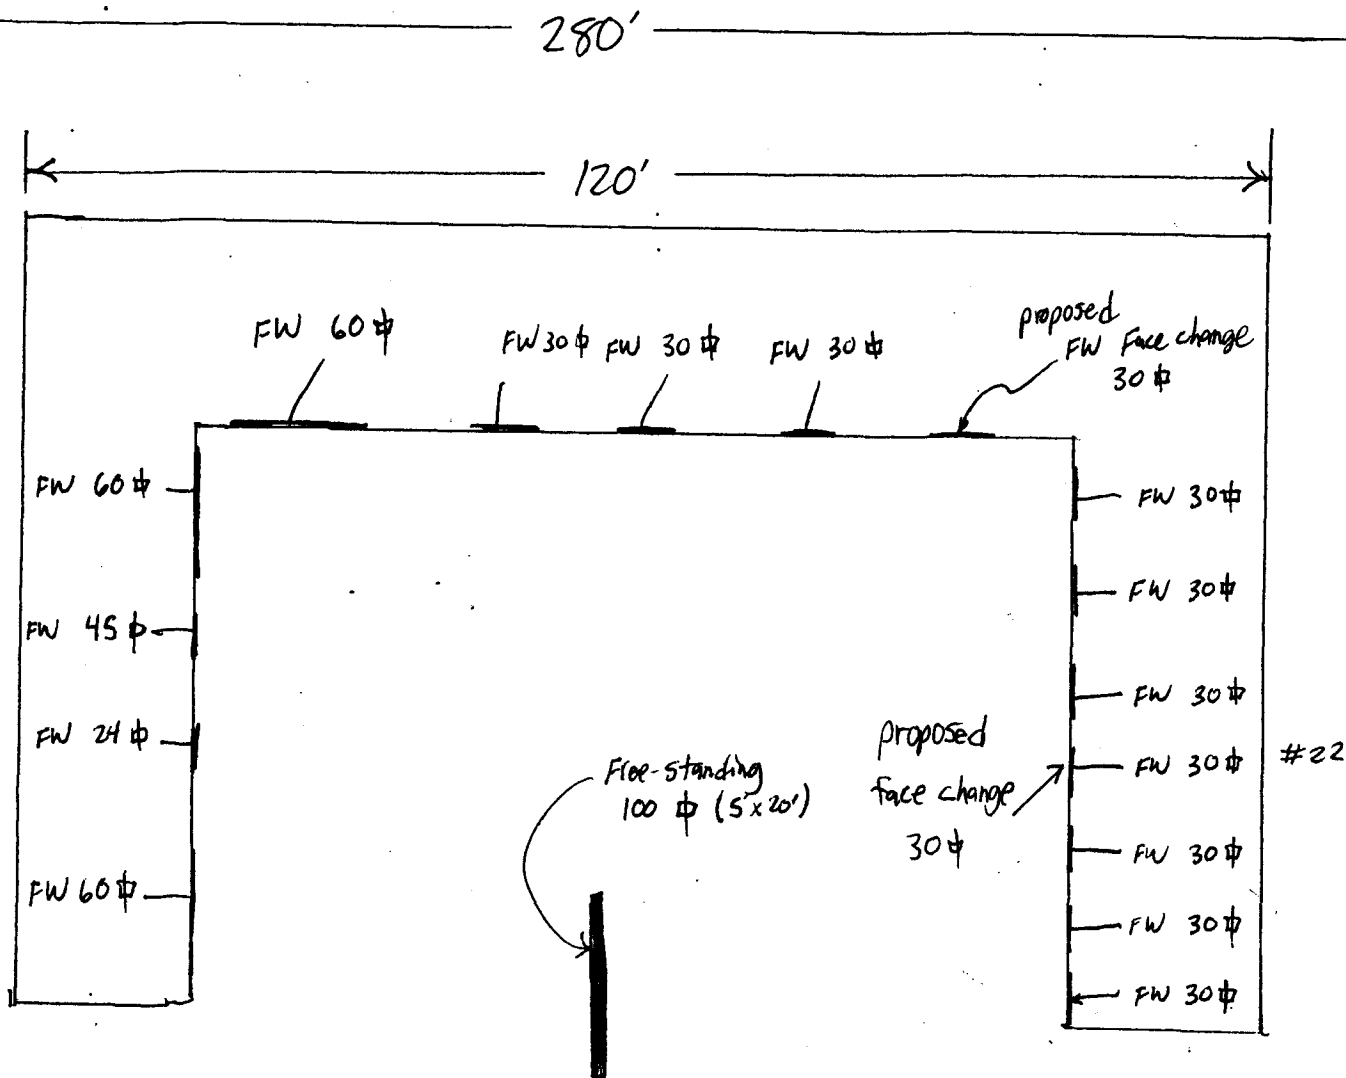 280'
120'
proposed
FW 60 ⏍ FW 30 ⏍ FW 30 ⏍ FW 30 ⏍ FW Face change
30 ⏍
FW 60 ⏍ FW 30 ⏍
FW 30 ⏍
FW 45 ⏍
FW 30 ⏍
FW 24 ⏍ proposed
FW 30 ⏍ #22
Free-standing face change
100 ⏍ (5'x20')
30 ⏍ FW 30 ⏍
FW 60 ⏍
FW 30 ⏍
FW 30 ⏍